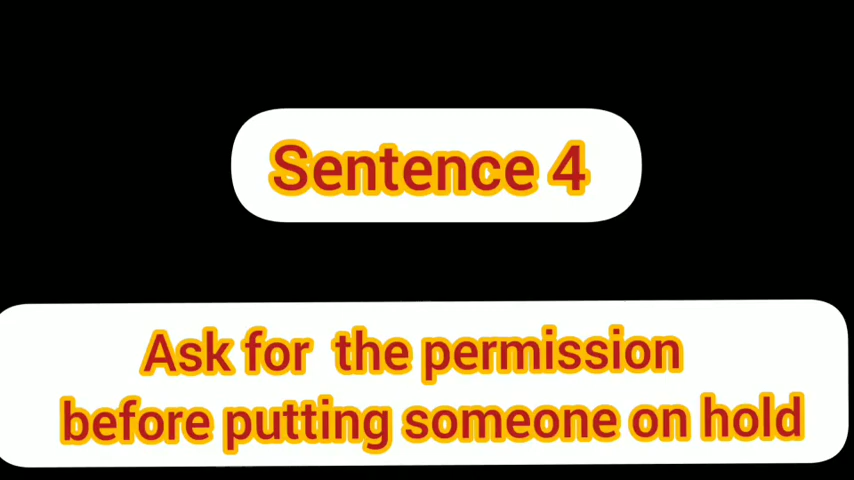 Sentence 4
Ask for the permission
before putting someone on hold